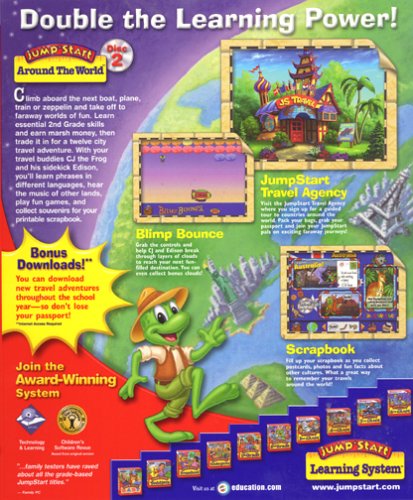 Double the Learning Power!
Jump Start
Around The World
Disc 2
Climb aboard the next boat, plane,
train or zeppelin and take off to
faraway worlds of fun. Learn
essential 2nd Grade skills
and earn marsh money, then
trade it in for a twelve city
travel adventure. With your
travel buddies CJ the Frog
and his sidekick Edison,
you'll learn phrases in
different languages, hear
the music of other lands,
play fun games, and
collect souvenirs for your
printable scrapbook.
JS TRAVEL
JumpStart
Travel Agency
Visit the JumpStart Travel Agency
where you sign up for a guided
tour to countries around the
world. Pack your bags, grab your
passport and join your JumpStart
pals on exciting faraway journeys!
BLIMP BOUNCE
Blimp Bounce
Grab the controls and
help CJ and Edison break
through layers of clouds
to reach your next fun-
filled destination. You can
even collect bonus clouds!
Bonus
Downloads!**
You can download
new travel adventures
throughout the school
year—so don't lose
your passport!
**Internet Access Required
Australia
Scrapbook
Fill up your scrapbook as you collect
postcards, photos and fun facts about
other cultures. What a great way
to remember your travels
around the world!
Join the
Award-Winning
System
Technology
& Learning
Children's
Software Revue
"...family testers have raved
about all the grade-based
JumpStart titles."
— Family PC
Visit us at education.com
Jump Start
Learning System
www.jumpstart.com